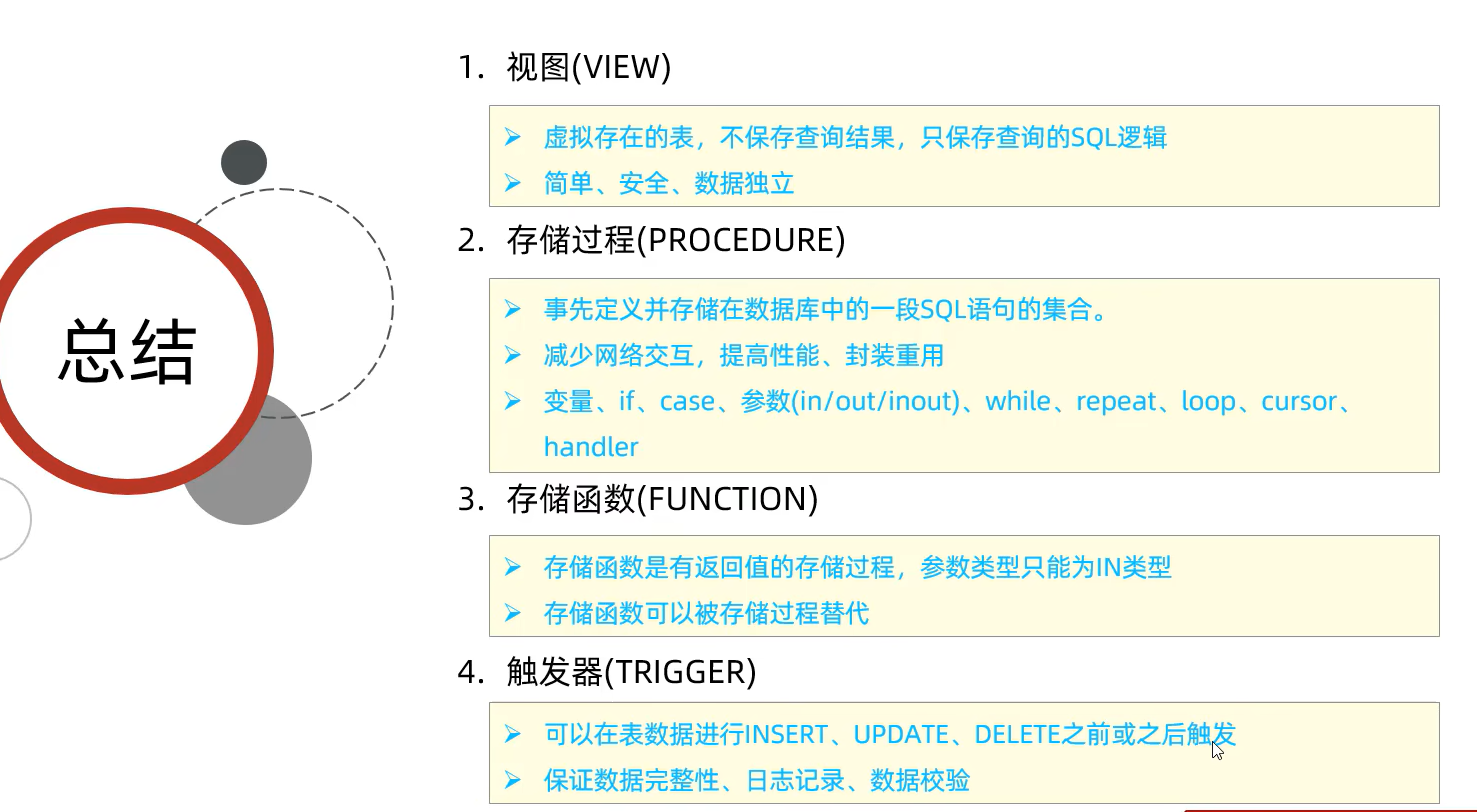 总结
1. 视图(VIEW)
虚拟存在的表，不保存查询结果，只保存查询的SQL逻辑
简单、安全、数据独立
2. 存储过程(PROCEDURE)
事先定义并存储在数据库中的一段SQL语句的集合。
减少网络交互，提高性能、封装重用
变量、if、case、参数(in/out/inout)、while、repeat、loop、cursor、
handler
3. 存储函数(FUNCTION)
存储函数是有返回值的存储过程，参数类型只能为IN类型
存储函数可以被存储过程替代
4. 触发器(TRIGGER)
可以在表数据进行INSERT、UPDATE、DELETE之前或之后触发
保证数据完整性、日志记录、数据校验